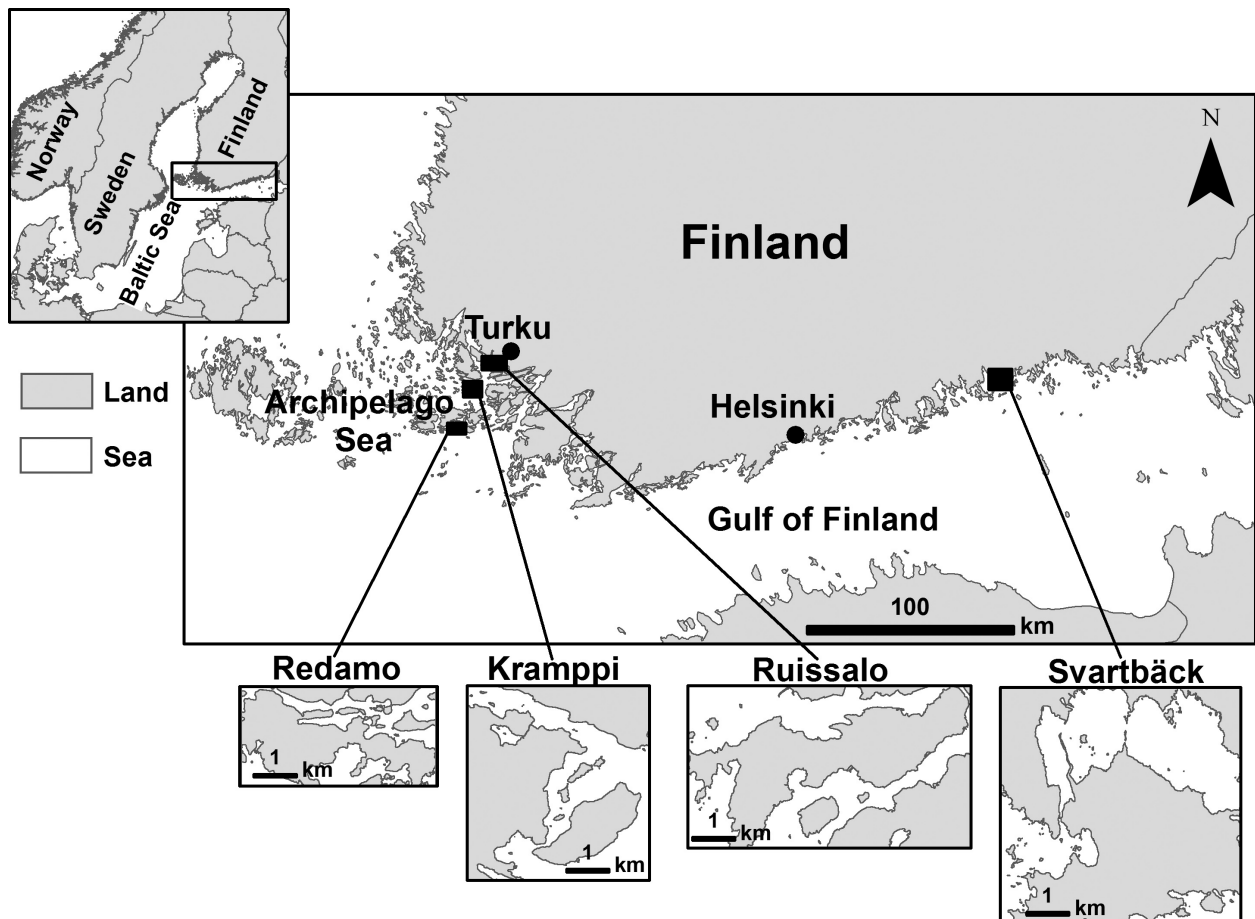 Norway
Sweden
Finland
Baltic Sea
Land
Sea
N
Finland
Turku
Archipelago
Sea
Helsinki
Gulf of Finland
100
km
Redamo
1
km
Kramppi
1
km
Ruissalo
1
km
Svartbäck
1
km